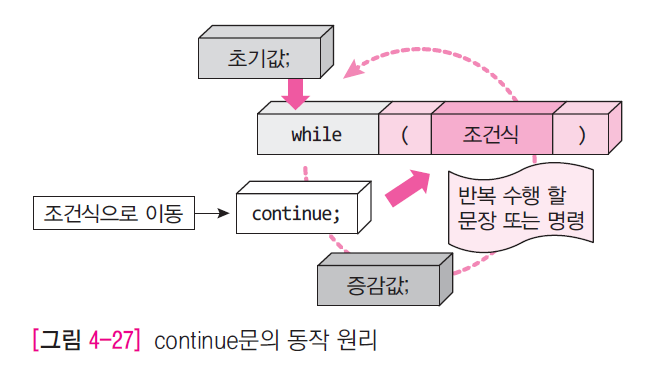 초기값;
while ( 조건식 )
조건식으로 이동
continue;
반복 수행 할
문장 또는 명령
증감값;
[그림 4-27] continue문의 동작 원리